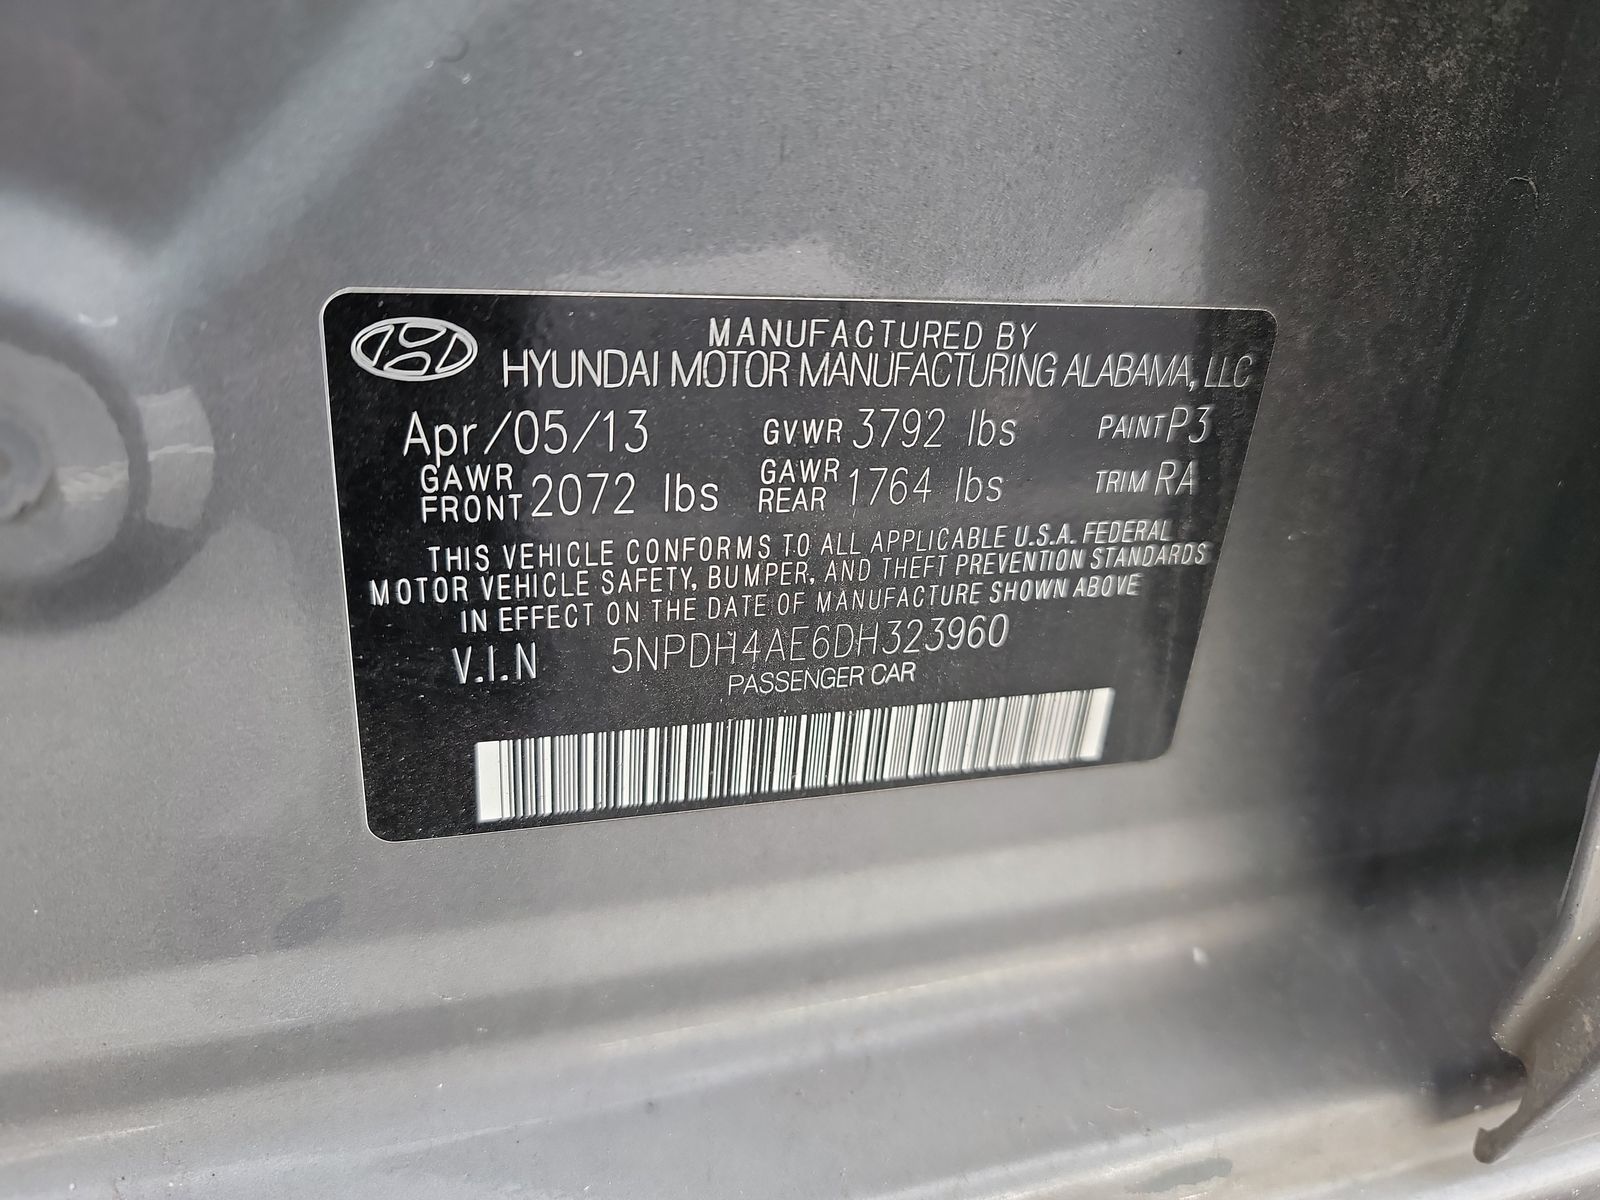 MANUFACTURED BY
HYUNDAI MOTOR MANUFACTURING ALABAMA, LLC
Apr/05/13 GVWR 3792 lbs PAINT P3
GAWR FRONT 2072 lbs GAWR REAR 1764 lbs TRIM RA
THIS VEHICLE CONFORMS TO ALL APPLICABLE U.S.A. FEDERAL
MOTOR VEHICLE SAFETY, BUMPER, AND THEFT PREVENTION STANDARDS
IN EFFECT ON THE DATE OF MANUFACTURE SHOWN ABOVE
V.I.N 5NPDH4AE6DH323960
PASSENGER CAR